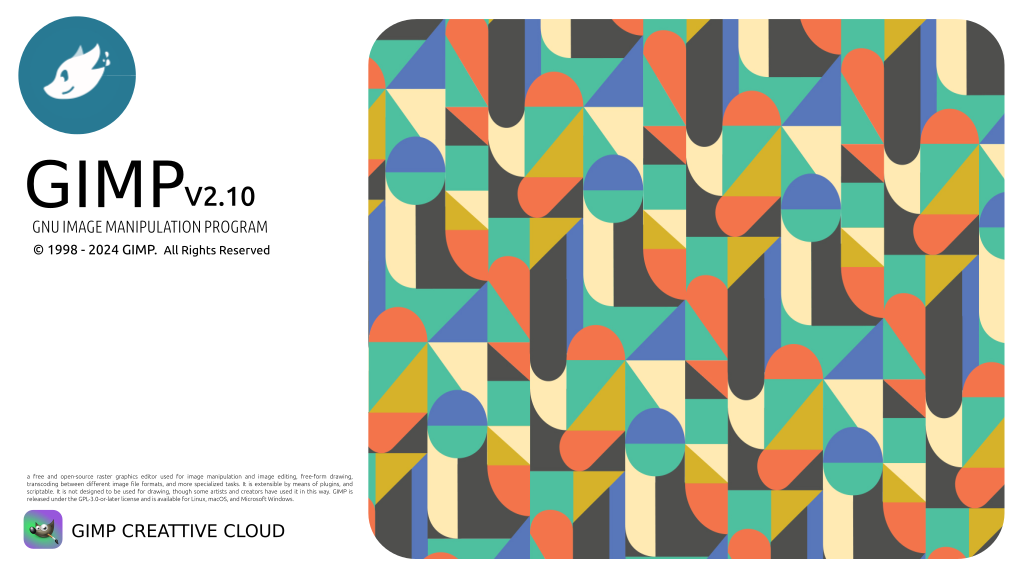 GIMP V2.10
GNU IMAGE MANIPULATION PROGRAM
© 1998 - 2024 GIMP. All Rights Reserved
a free and open-source raster graphics editor used for image manipulation and image editing, free-form drawing,
transcoding between different image file formats, and more specialized tasks. It is extensible by means of plugins, and
scriptable. It is not designed to be used for drawing, though some artists and creators have used it in this way. GIMP is
released under the GPL-3.0-or-later license and is available for Linux, macOS, and Microsoft Windows.
GIMP CREATTIVE CLOUD